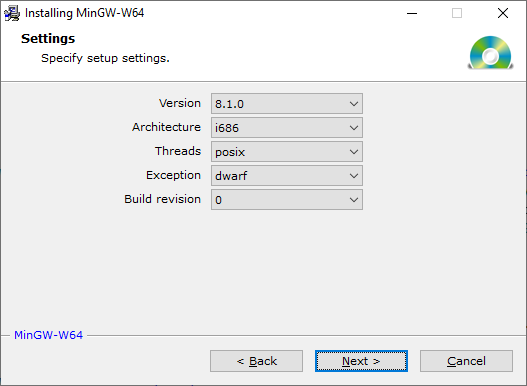 Installing MinGW-W64
Settings
Specify setup settings.
Version 8.1.0
Architecture i686
Threads posix
Exception dwarf
Build revision 0
MinGW-W64
< Back Next > Cancel